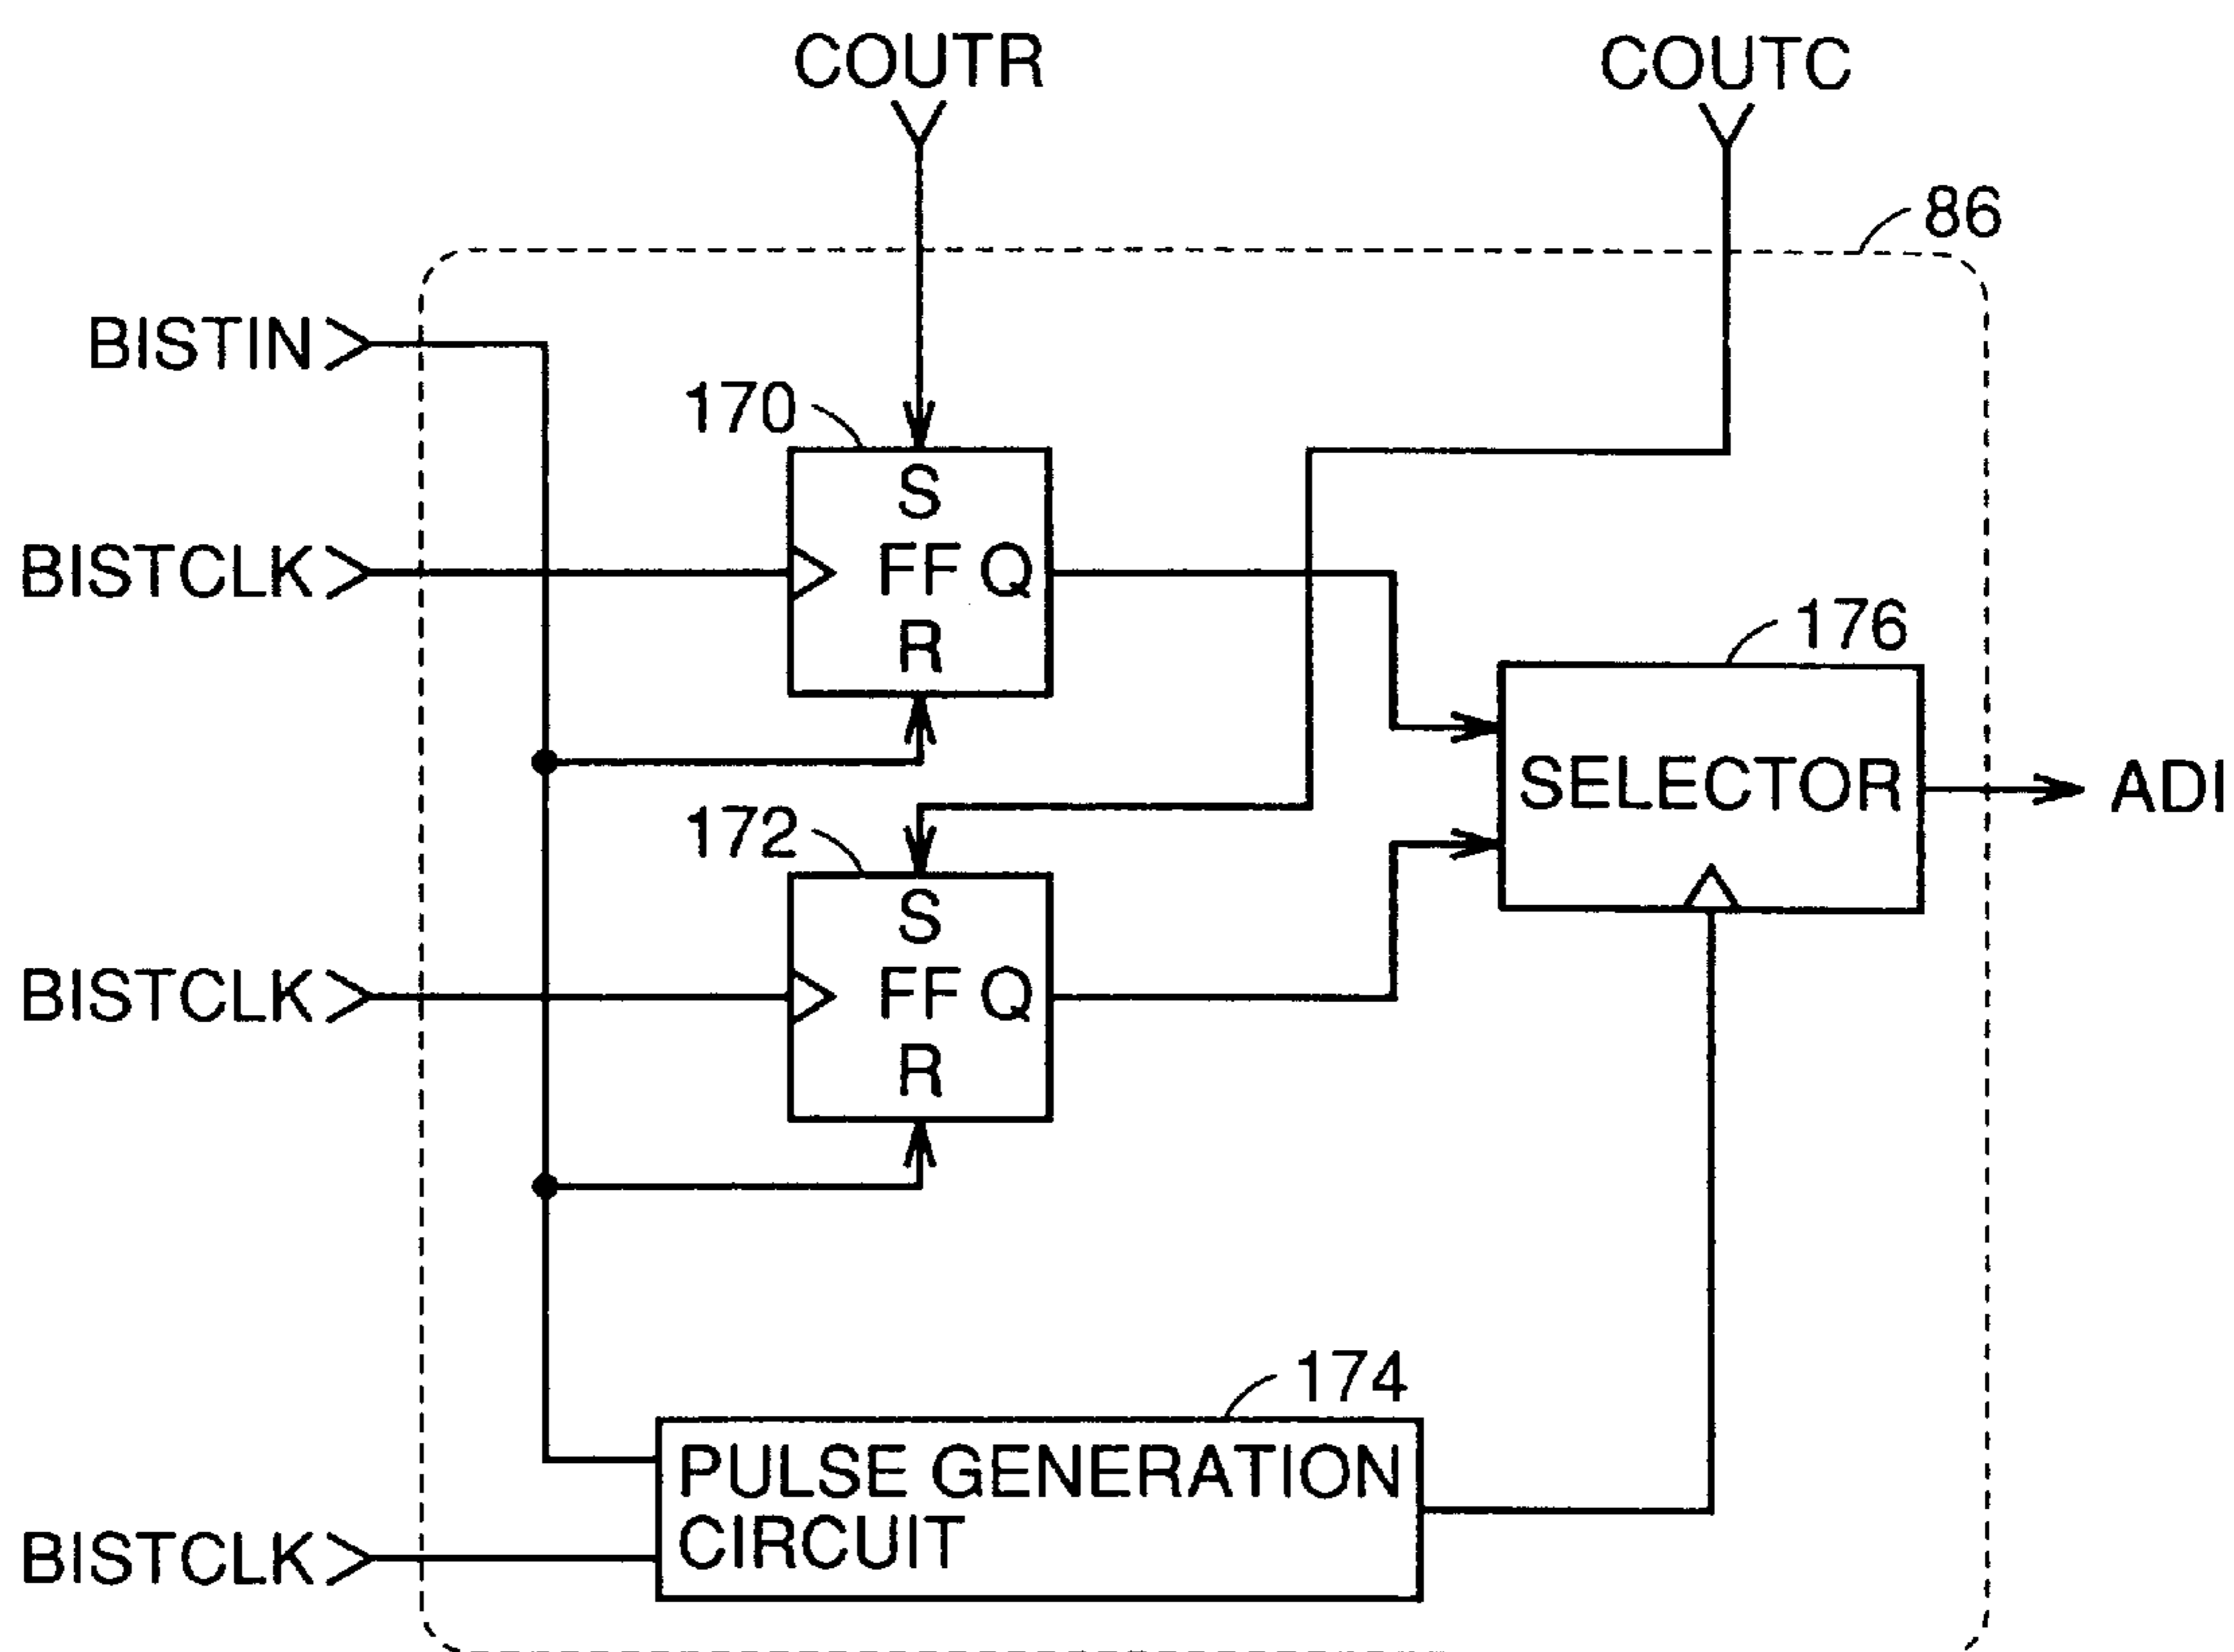 COUTR
COUTC
86
BISTIN
170
S
BISTCLK
FF Q
R
176
SELECTOR
ADI
172
S
BISTCLK
FF Q
R
174
PULSE GENERATION
CIRCUIT
BISTCLK